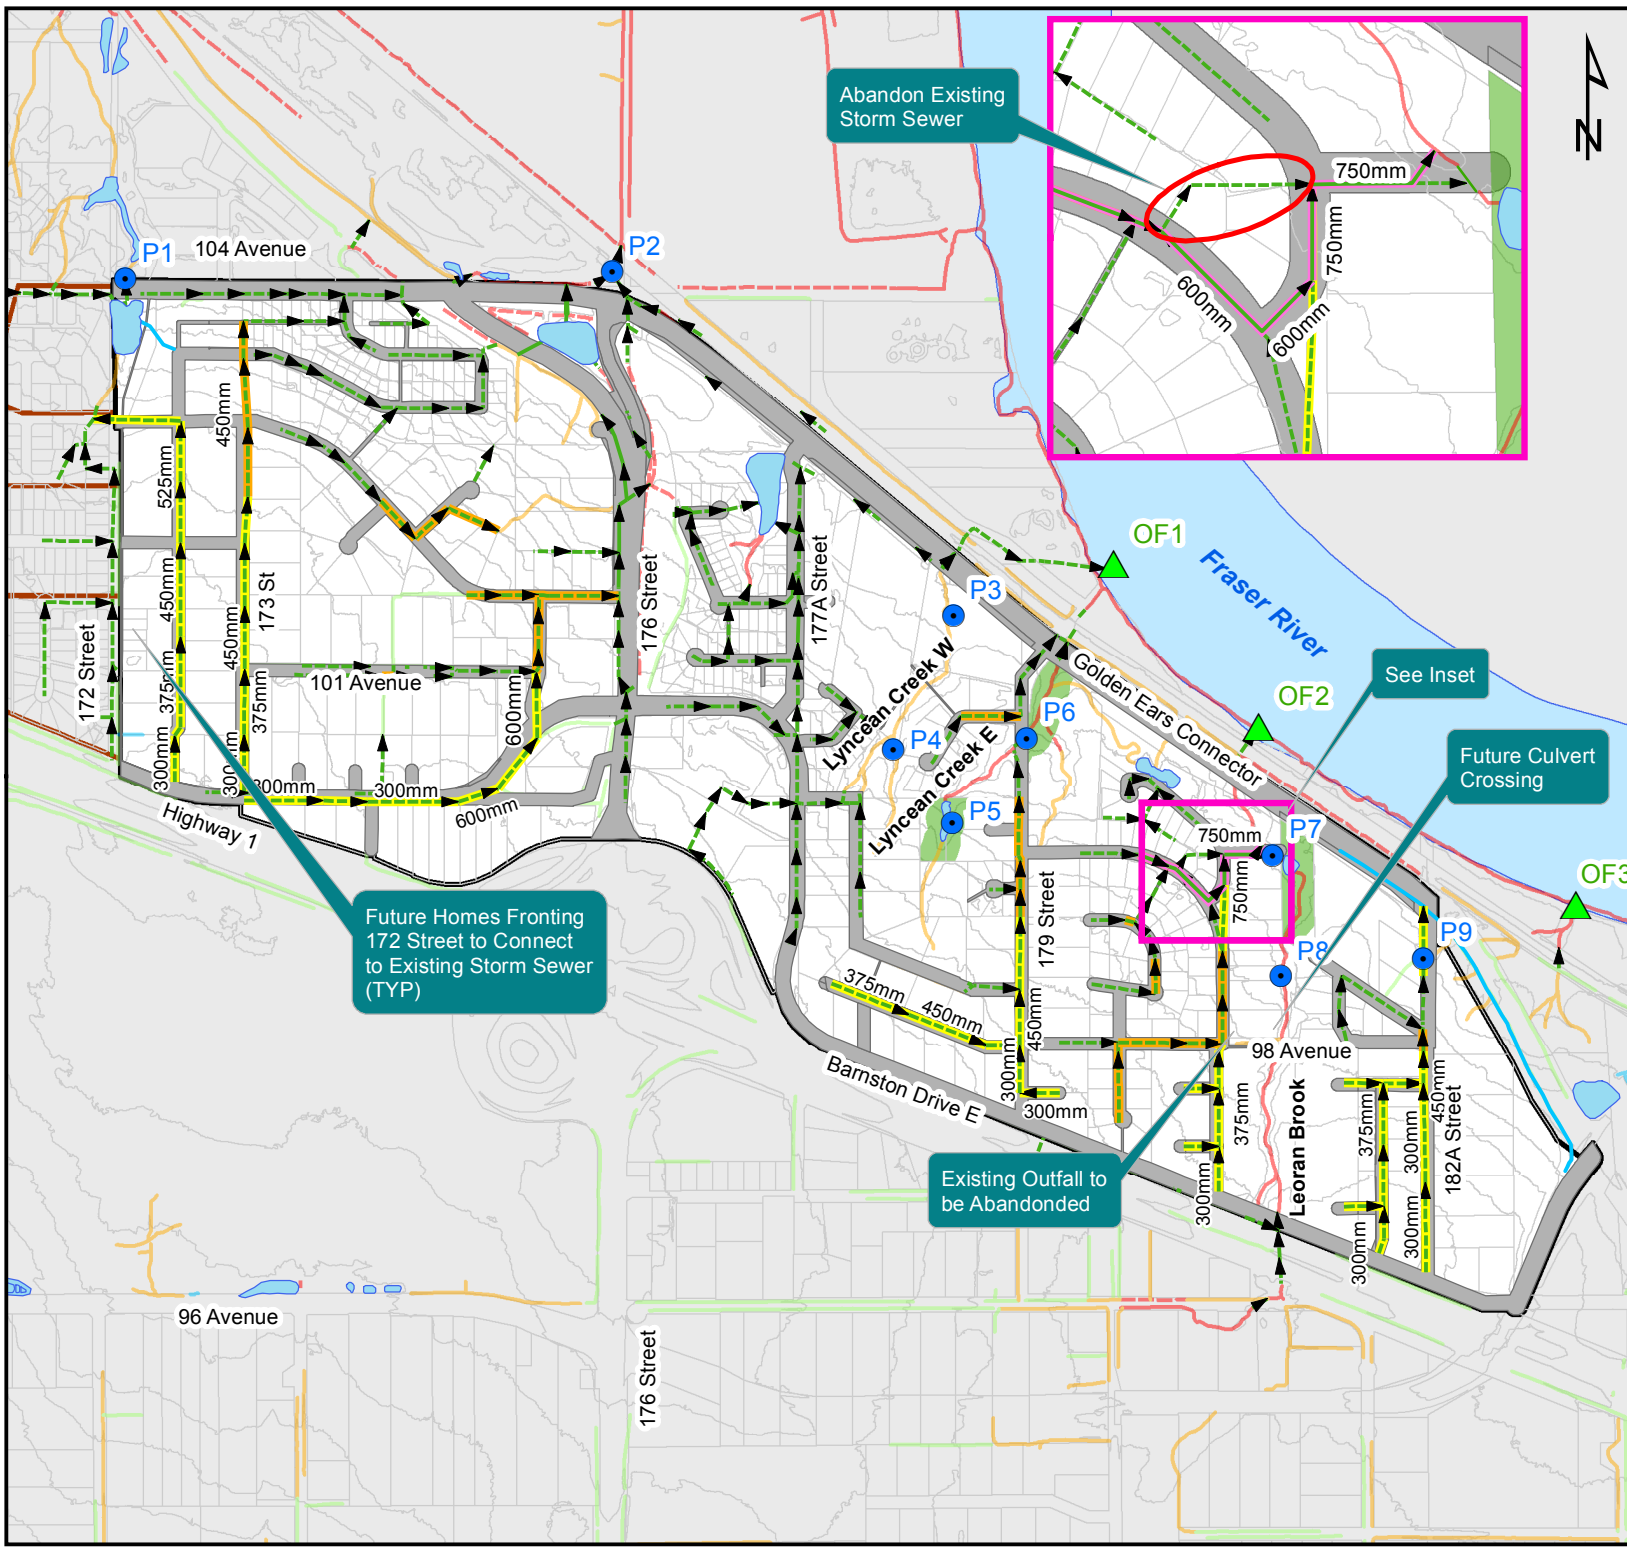 Abandon Existing
Storm Sewer
750mm
750mm
600mm
600mm
N
P1
104 Avenue
P2
OF1
Fraser River
P3
450mm
525mm
450mm
173 St
450mm
375mm
172 Street
300mm
375mm
300mm
300mm
600mm
600mm
101 Avenue
Highway 1
176 Street
177A Street
Lyncean Creek W
P4
Lyncean Creek E
P5
P6
Golden Ears Connector
OF2
See Inset
Future Culvert
Crossing
OF3
750mm
P7
750mm
P8
P9
179 Street
Future Homes Fronting
172 Street to Connect
to Existing Storm Sewer
(TYP)
375mm
450mm
450mm
300mm
300mm
Barnston Drive E
98 Avenue
375mm
300mm
Leoran Brook
375mm
300mm
450mm
300mm
300mm
182A Street
Existing Outfall to
be Abandonded
96 Avenue
176 Street